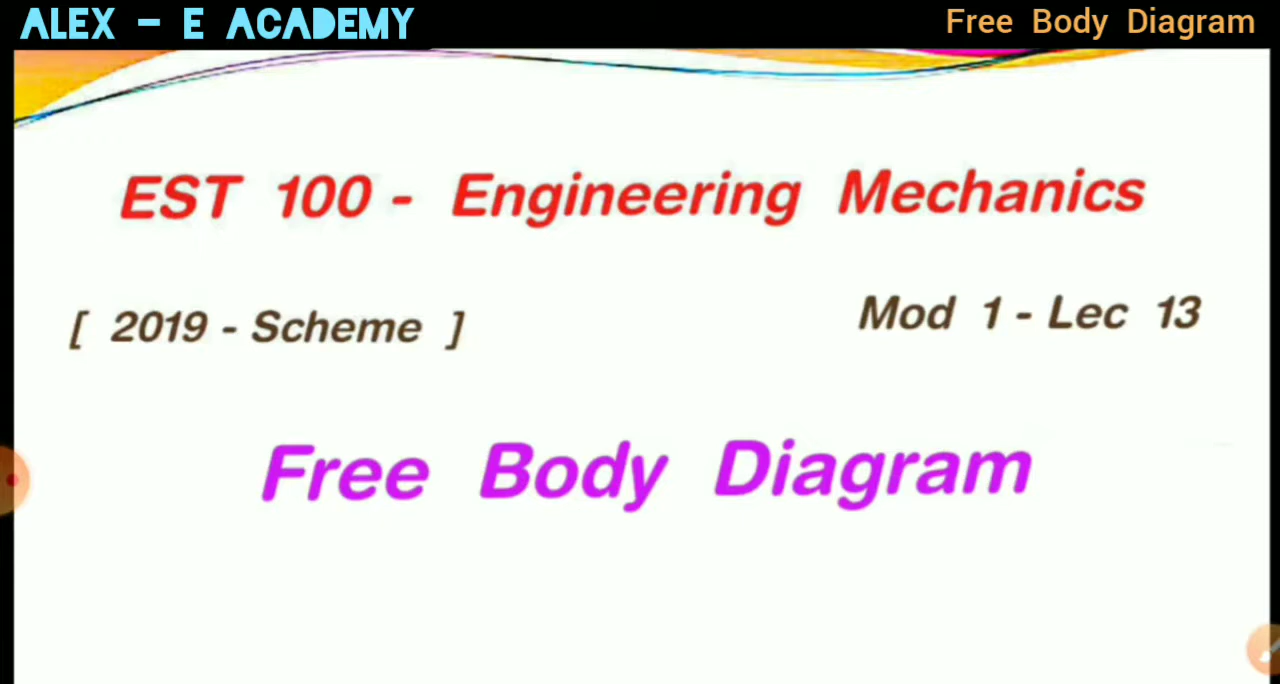 ALEX - E ACADEMY
Free Body Diagram
EST 100 - Engineering Mechanics
[ 2019 - Scheme ]
Mod 1 - Lec 13
Free Body Diagram